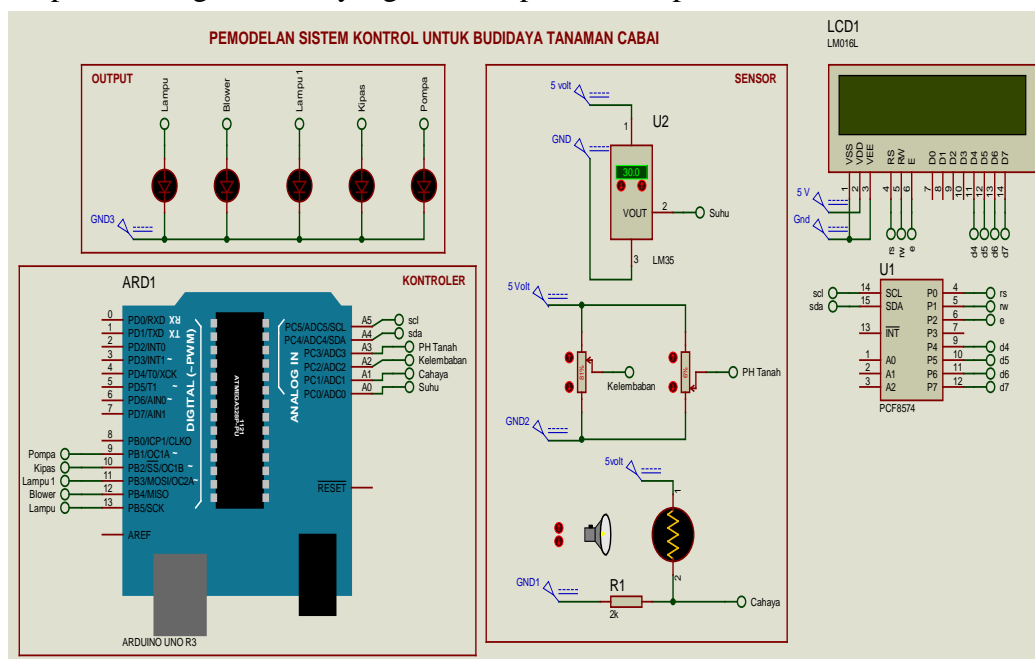 PEMODELAN SISTEM KONTROL UNTUK BUDIDAYA TANAMAN CABAI
OUTPUT
Lampu
Blower
Lampu 1
Kipas
Pompa
GND3
SENSOR
5 volt
1
U2
GND
30.0
VOUT
2
Suhu
3
LM35
5 Volt
81%
Kelembaban
6%
PH Tanah
GND2
5volt
1
2
GND1
R1
2k
Cahaya
LCD1
LM016L
VSS
VDD
VEE
RS
RW
E
D0
D1
D2
D3
D4
D5
D6
D7
1
2
3
4
5
6
7
8
9
10
11
12
13
14
5 V
Gnd
rs
rw
e
d4
d5
d6
d7
U1
scl 14 SCL P0 4 rs
sda 15 SDA P1 5 rw
P2 6 e
13 INT P3 7
P4 9 d4
1 A0 P5 10 d5
2 A1 P6 11 d6
3 A2 P7 12 d7
PCF8574
KONTROLER
ARD1
0 PD0/RXD RX
1 PD1/TXD TX
2 PD2/INT0
3 PD3/INT1 ~
4 PD4/T0/XCK
5 PD5/T1 ~
6 PD6/AIN0 ~
7 PD7/AIN1
8 PB0/ICP1/CLKO
Pompa 9 PB1/OC1A ~
Kipas 10 PB2/SS/OC1B ~
Lampu 1 11 PB3/MOSI/OC2A ~
Blower 12 PB4/MISO
Lampu 13 PB5/SCK
AREF
DIGITAL (~PWM)
ATMEGA328P-PU
1121
ANALOG IN
PC5/ADC5/SCL A5 scl
PC4/ADC4/SDA A4 sda
PC3/ADC3 A3 PH Tanah
PC2/ADC2 A2 Kelembaban
PC1/ADC1 A1 Cahaya
PC0/ADC0 A0 Suhu
RESET
ARDUINO UNO R3